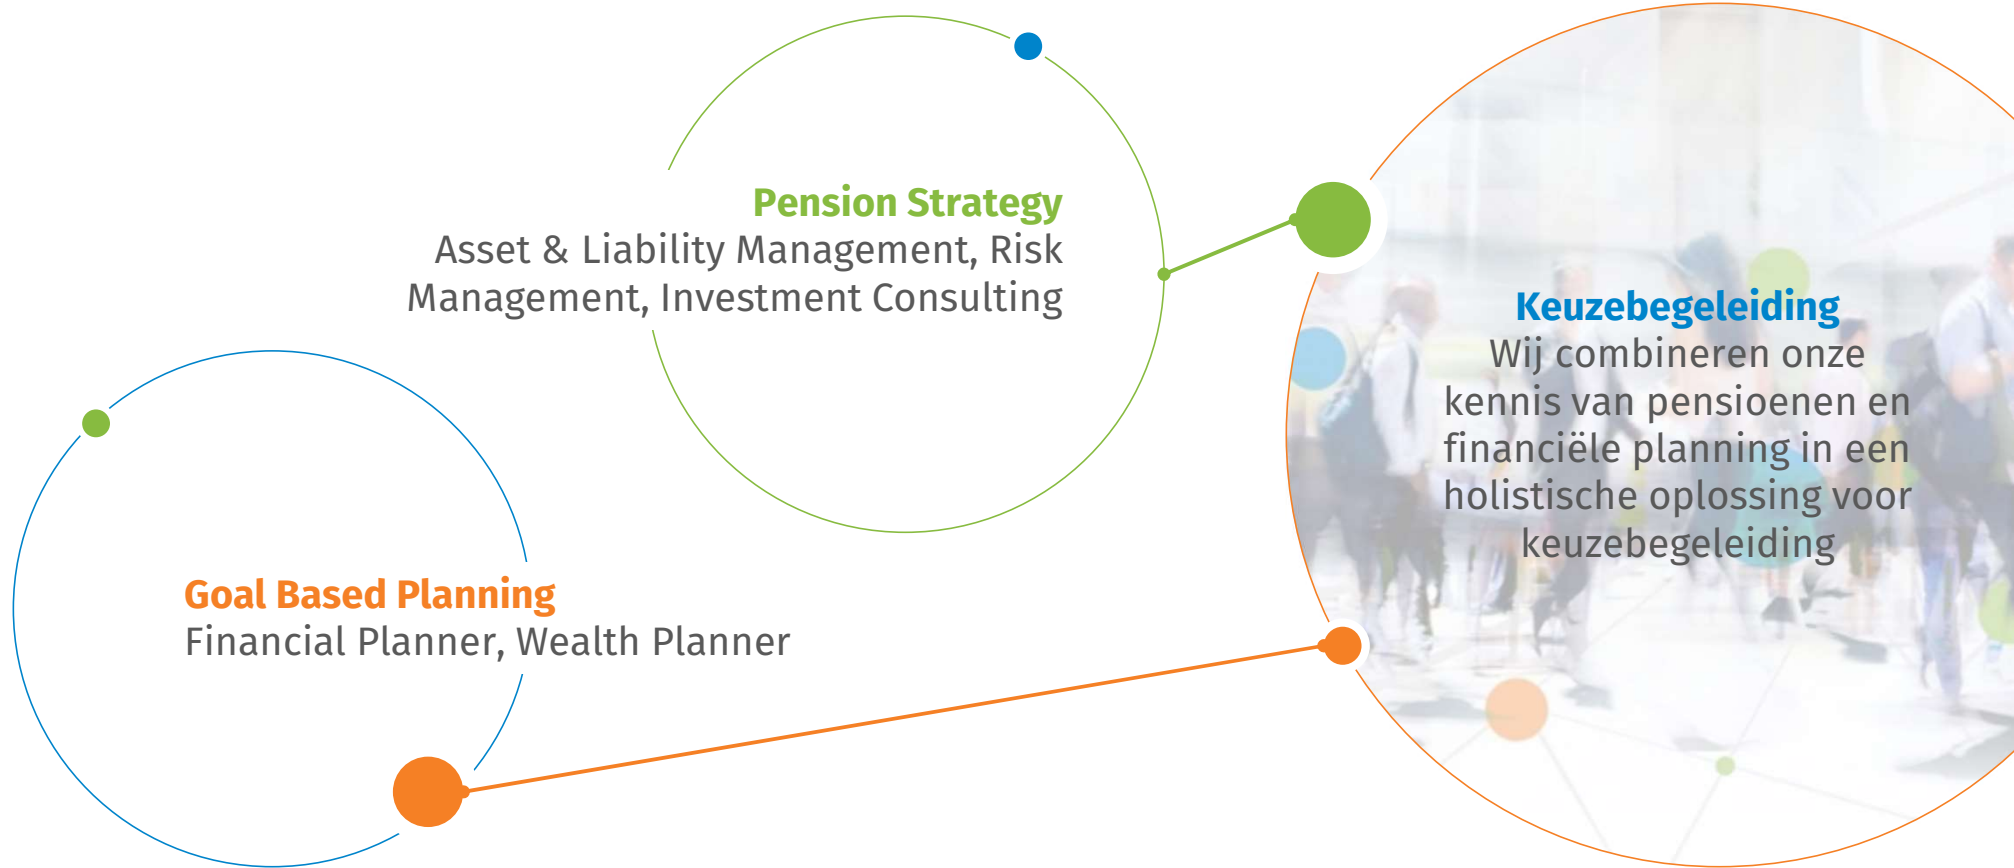 Pension Strategy
Asset & Liability Management, Risk
Management, Investment Consulting
Goal Based Planning
Financial Planner, Wealth Planner
Keuzebegeleiding
Wij combineren onze
kennis van pensioenen en
financiële planning in een
holistische oplossing voor
keuzebegeleiding